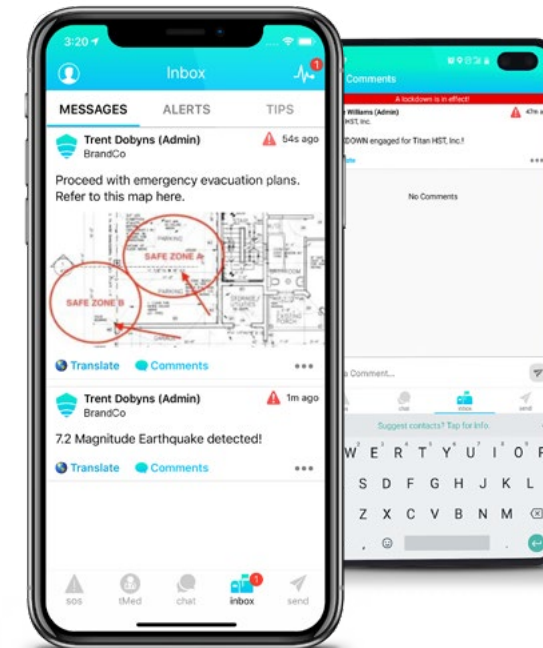 3:20
Inbox
1
MESSAGES ALERTS TIPS
Trent Dobyns (Admin) 54s ago
BrandCo
Proceed with emergency evacuation plans.
Refer to this map here.
PARKING
SAFE ZONE A
PARKING
SAFE ZONE B
Translate Comments
Trent Dobyns (Admin) 1m ago
BrandCo
7.2 Magnitude Earthquake detected!
Translate Comments
sos tMed chat inbox 1 send
Comments
A lockdown is in effect!
Williams (Admin) 47m
HST, Inc.
DOWN engaged for Titan HST, Inc.!
No Comments
Comment...
chat inbox send
Suggest contacts? Tap for info.
W E R T Y U I O P
S D F G H J K L
Z X C V B N M
, .